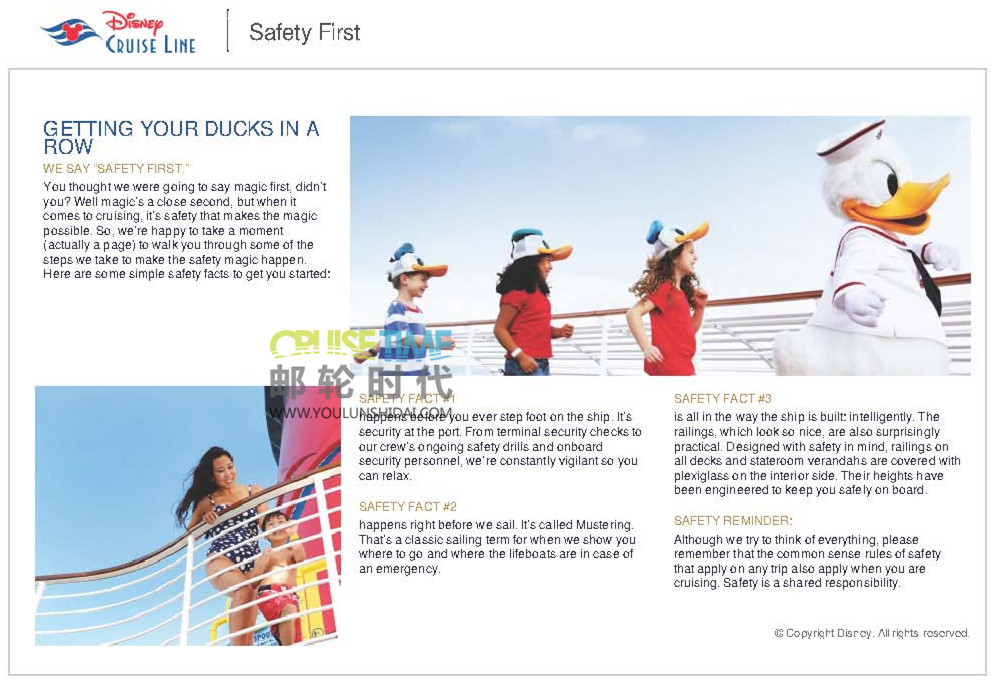 Disney
CRUISE LINE
Safety First
GETTING YOUR DUCKS IN A
ROW
WE SAY "SAFETY FIRST."
You thought we were going to say magic first, didn't
you? Well magic's a close second, but when it
comes to cruising, it's safety that makes the magic
possible. So, we're happy to take a moment
(actually a page) to walk you through some of the
steps we take to make the safety magic happen.
Here are some simple safety facts to get you started:
CRUISETIME
邮轮时代
WWW.YOULUNSHIDAI.COM
SAFETY FACT #1
happens before you ever step foot on the ship. It's
security at the port. From terminal security checks to
our crew's ongoing safety drills and onboard
security personnel, we're constantly vigilant so you
can relax.
SAFETY FACT #2
happens right before we sail. It's called Mustering.
That's a classic sailing term for when we show you
where to go and where the lifeboats are in case of
an emergency.
SAFETY FACT #3
is all in the way the ship is built: intelligently. The
railings, which look so nice, are also surprisingly
practical. Designed with safety in mind, railings on
all decks and stateroom verandahs are covered with
plexiglass on the interior side. Their heights have
been engineered to keep you safely on board.
SAFETY REMINDER:
Although we try to think of everything, please
remember that the common sense rules of safety
that apply on any trip also apply when you are
cruising. Safety is a shared responsibility.
© Copyright Disney. All rights reserved.